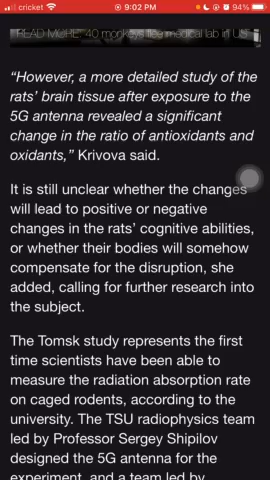 cricket 9:02 PM 94%
READ MORE: 40 monkeys flee medical lab in US
“However, a more detailed study of the
rats’ brain tissue after exposure to the
5G antenna revealed a significant
change in the ratio of antioxidants and
oxidants,” Krivova said.
It is still unclear whether the changes
will lead to positive or negative
changes in the rats’ cognitive abilities,
or whether their bodies will somehow
compensate for the disruption, she
added, calling for further research into
the subject.
The Tomsk study represents the first
time scientists have been able to
measure the radiation absorption rate
on caged rodents, according to the
university. The TSU radiophysics team
led by Professor Sergey Shipilov
designed the 5G antenna for the
experiment, and a team led by